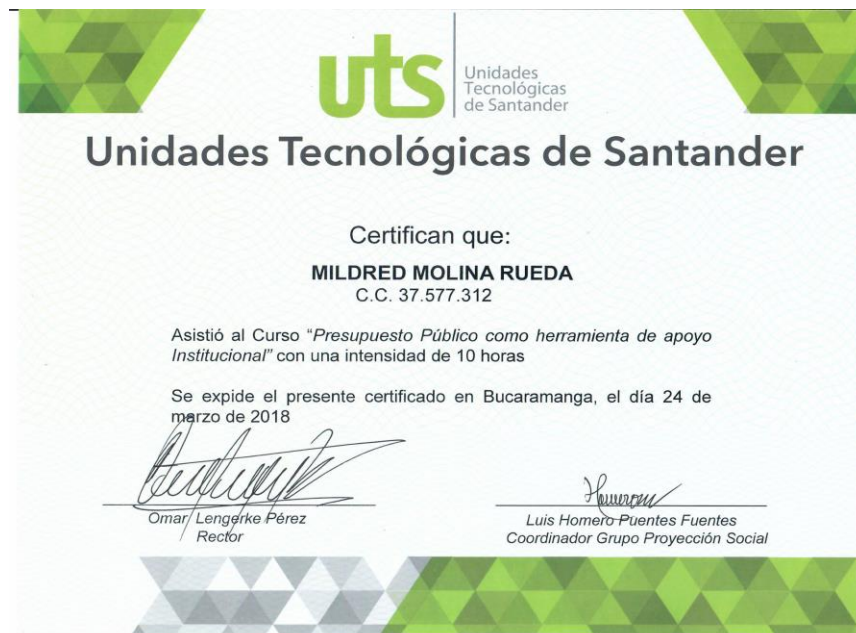 uts
Unidades
Tecnológicas
de Santander
Unidades Tecnológicas de Santander
Certifican que:
MILDRED MOLINA RUEDA
C.C. 37.577.312
Asistió al Curso “Presupuesto Público como herramienta de apoyo
Institucional” con una intensidad de 10 horas
Se expide el presente certificado en Bucaramanga, el día 24 de
marzo de 2018
Omar Lengerke Pérez
Rector
Luis Homero Puentes Fuentes
Coordinador Grupo Proyección Social